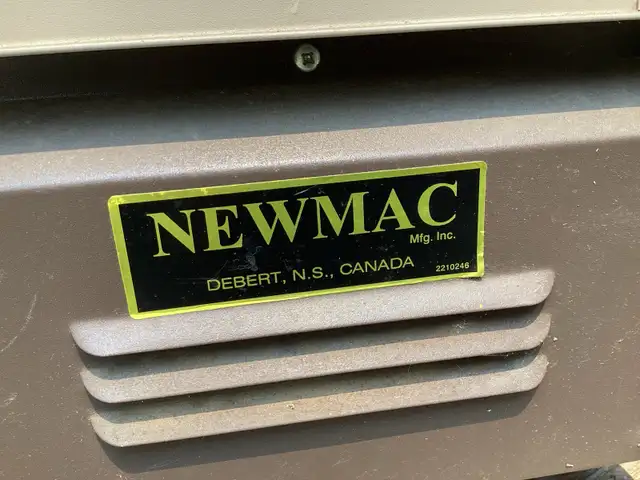 NEWMAC
Mfg. Inc.
DEBERT, N.S., CANADA
2210246